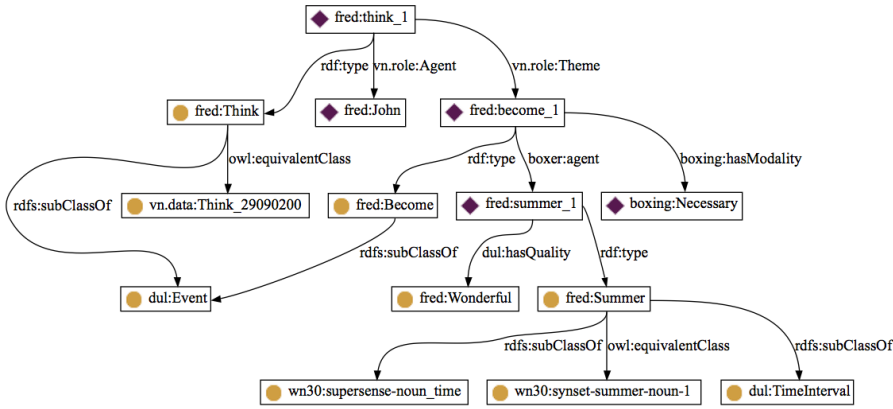 fred:think_1
rdf:type
vn.role:Agent
vn.role:Theme
fred:Think
fred:John
fred:become_1
owl:equivalentClass
rdf:type
boxer:agent
boxing:hasModality
rdfs:subClassOf
vn.data:Think_29090200
fred:Become
fred:summer_1
boxing:Necessary
rdfs:subClassOf
dul:hasQuality
rdf:type
dul:Event
fred:Wonderful
fred:Summer
rdfs:subClassOf
owl:equivalentClass
rdfs:subClassOf
wn30:supersense-noun_time
wn30:synset-summer-noun-1
dul:TimeInterval